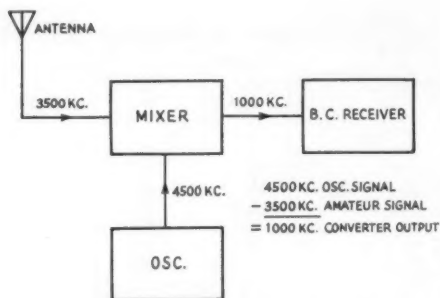 ANTENNA
3500 KC.
MIXER
1000 KC.
B. C. RECEIVER
4500 KC.
OSC.
4500 KC. OSC. SIGNAL
– 3500 KC. AMATEUR SIGNAL
= 1000 KC. CONVERTER OUTPUT